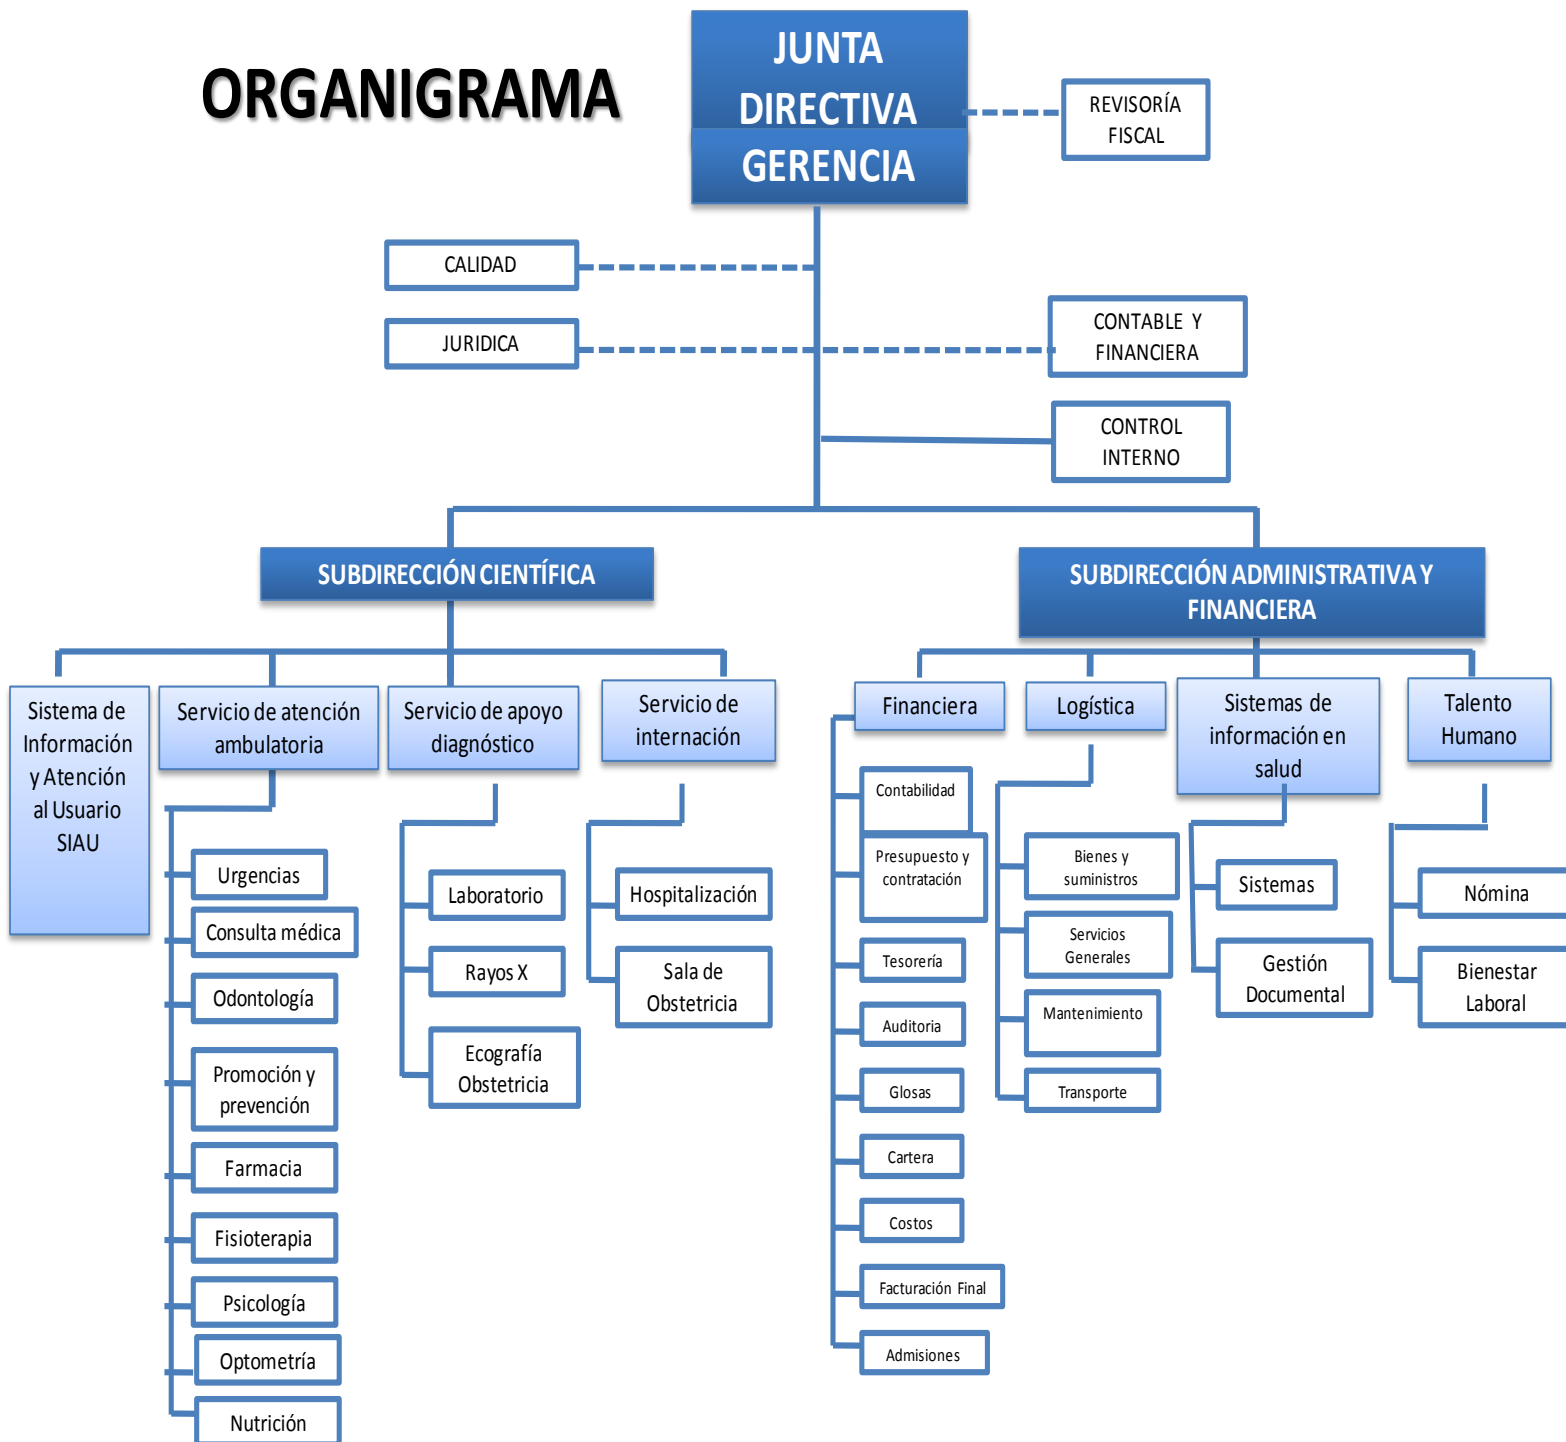 ORGANIGRAMA
JUNTA
DIRECTIVA
GERENCIA
REVISORÍA
FISCAL
CALIDAD
JURIDICA
CONTABLE Y
FINANCIERA
CONTROL
INTERNO
SUBDIRECCIÓN CIENTÍFICA
SUBDIRECCIÓN ADMINISTRATIVA Y
FINANCIERA
Sistema de
Información
y Atención
al Usuario
SIAU
Servicio de atención
ambulatoria
Servicio de apoyo
diagnóstico
Servicio de
internación
Financiera
Logística
Sistemas de
información en
salud
Talento
Humano
Urgencias
Consulta médica
Odontología
Promoción y
prevención
Farmacia
Fisioterapia
Psicología
Optometría
Nutrición
Laboratorio
Rayos X
Ecografía
Obstetricia
Hospitalización
Sala de
Obstetricia
Contabilidad
Presupuesto y
contratación
Tesorería
Auditoria
Glosas
Cartera
Costos
Facturación Final
Admisiones
Bienes y
suministros
Servicios
Generales
Mantenimiento
Transporte
Sistemas
Gestión
Documental
Nómina
Bienestar
Laboral